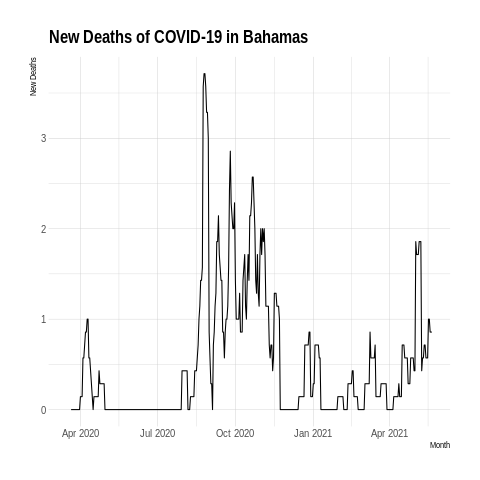 New Deaths of COVID-19 in Bahamas
New Deaths
3
2
1
0
Apr 2020 Jul 2020 Oct 2020 Jan 2021 Apr 2021
Month